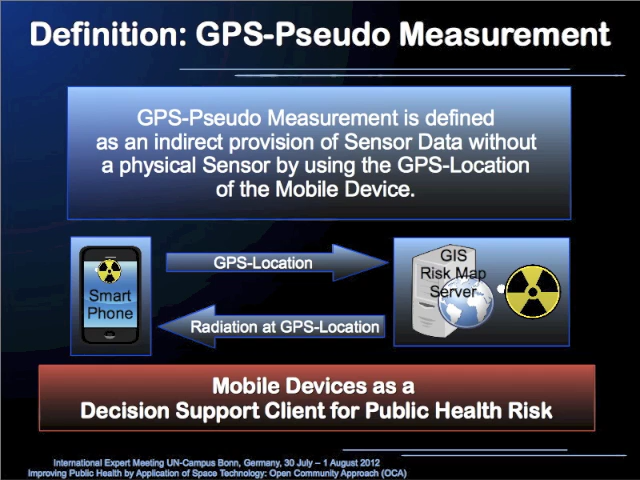 Definition: GPS-Pseudo Measurement
GPS-Pseudo Measurement is defined
as an indirect provision of Sensor Data without
a physical Sensor by using the GPS-Location
of the Mobile Device.
Smart
Phone
GPS-Location
Radiation at GPS-Location
GIS
Risk Map
Server
Mobile Devices as a
Decision Support Client for Public Health Risk
International Expert Meeting UN-Campus Bonn, Germany, 30 July – 1 August 2012
Improving Public Health by Application of Space Technology: Open Community Approach (OCA)